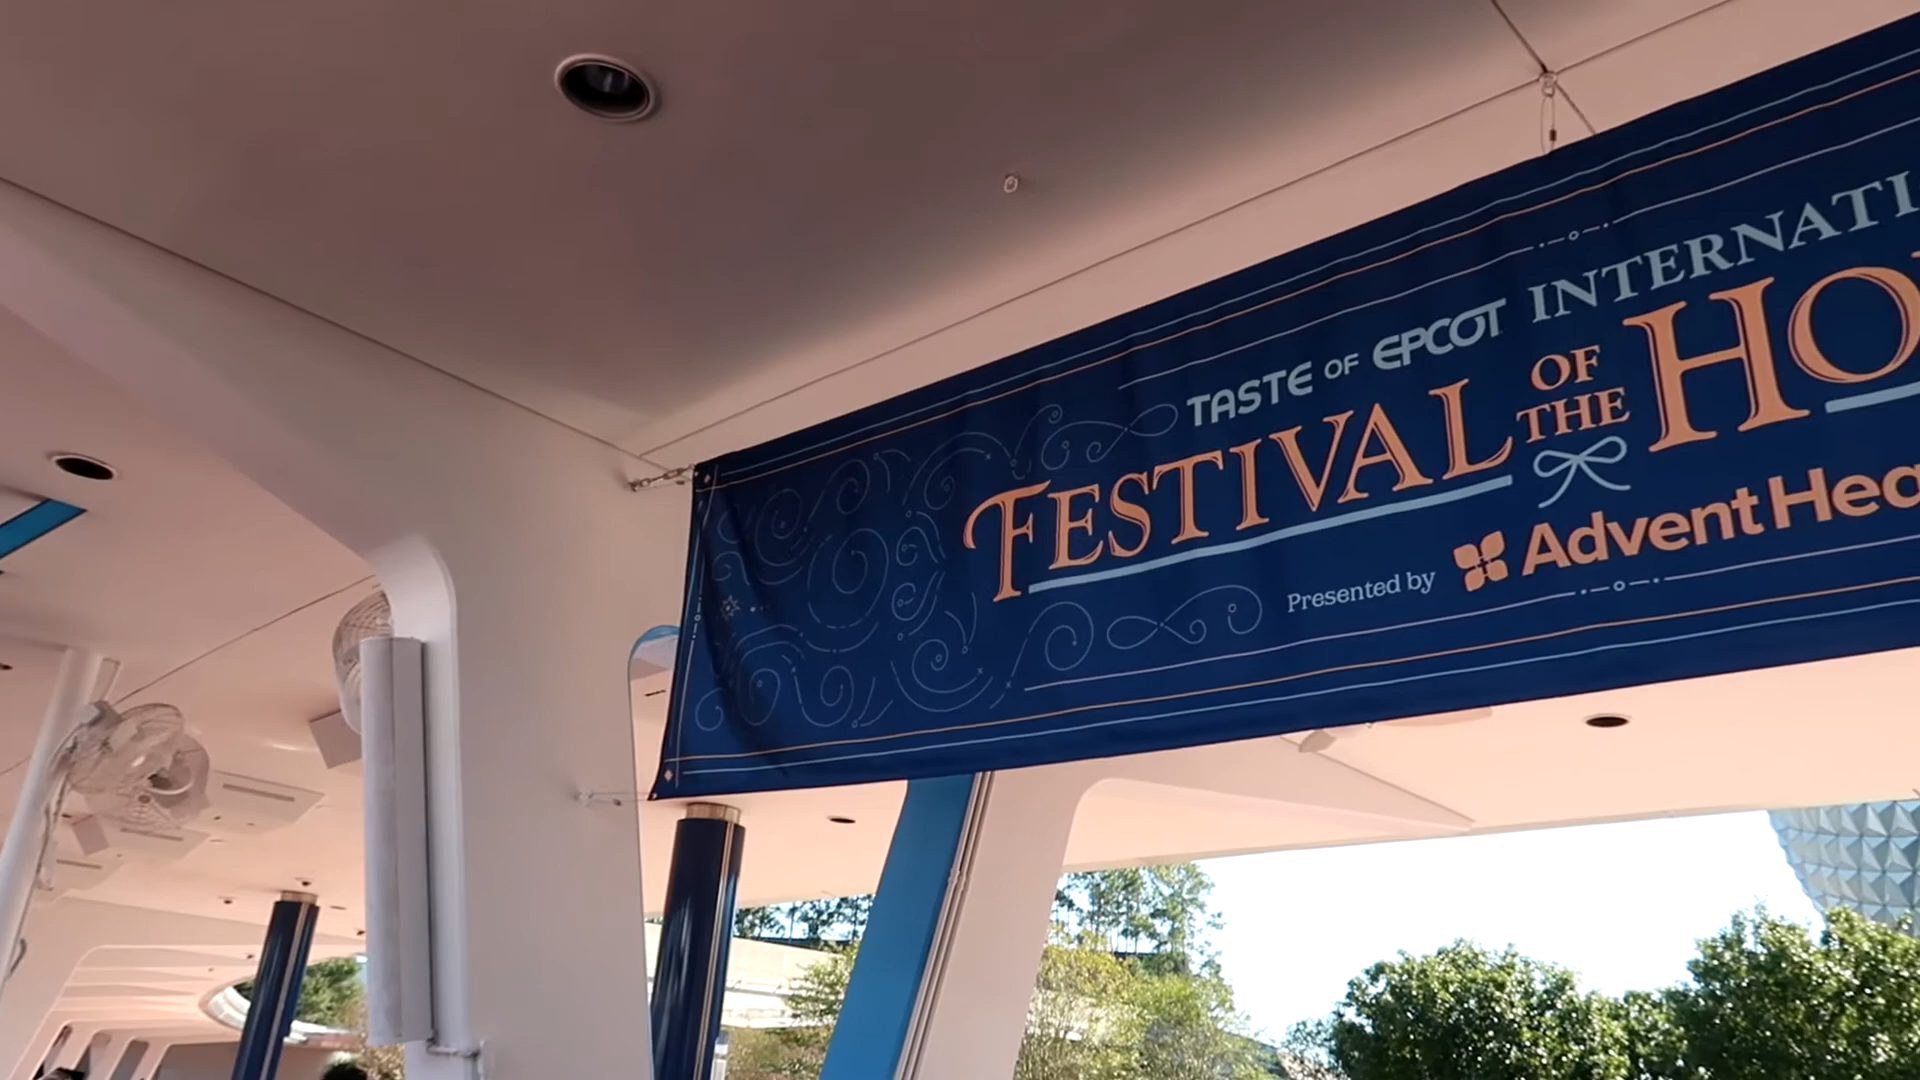 TASTE OF EPCOT INTERNATI
FESTIVAL OF THE HO
Presented by AdventHea